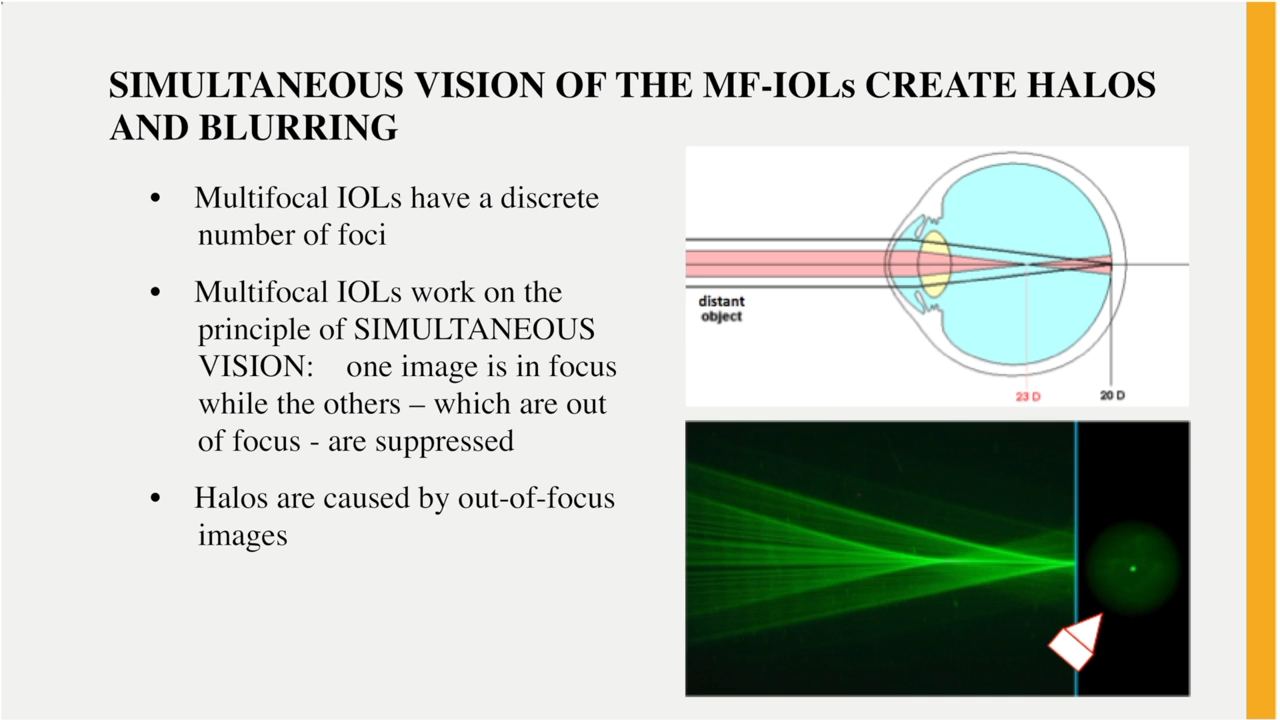 SIMULTANEOUS VISION OF THE MF-IOLs CREATE HALOS
AND BLURRING
• Multifocal IOLs have a discrete
number of foci
• Multifocal IOLs work on the
principle of SIMULTANEOUS
VISION: one image is in focus
while the others – which are out
of focus - are suppressed
• Halos are caused by out-of-focus
images
distant
object
23 D
20 D